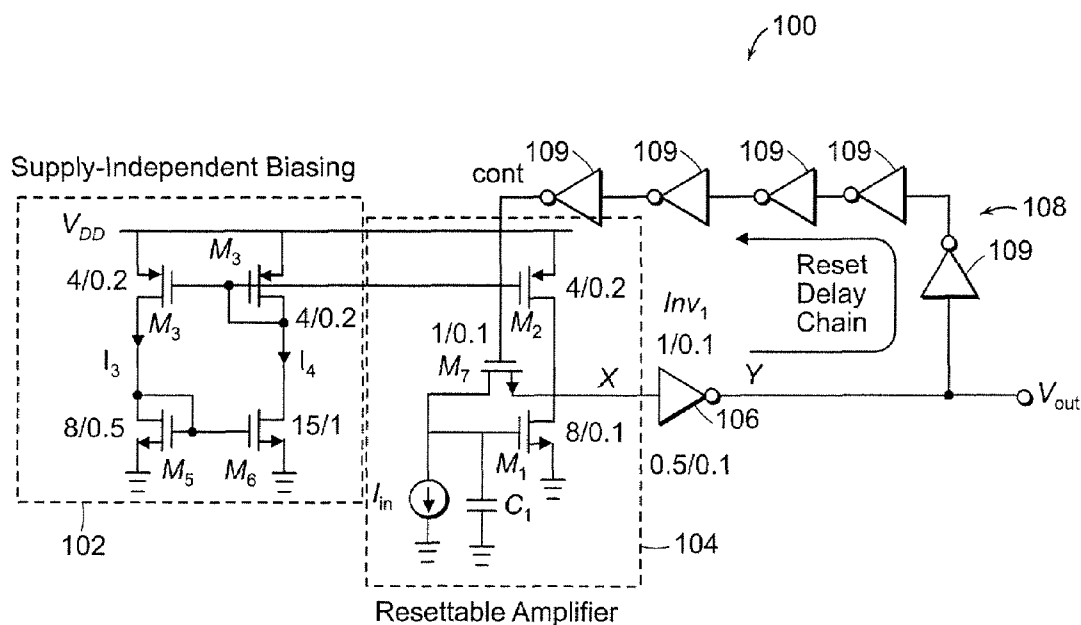 100
Supply-Independent Biasing
cont
109
109
109
109
108
V_DD
M_3
4/0.2
4/0.2
M_3
4/0.2
M_2
109
Reset
Delay
Chain
Inv_1
1/0.1
1/0.1
I_3
I_4
M_7
X
Y
V_out
106
8/0.5
15/1
8/0.1
0.5/0.1
M_5
M_6
M_1
I_in
C_1
102
104
Resettable Amplifier